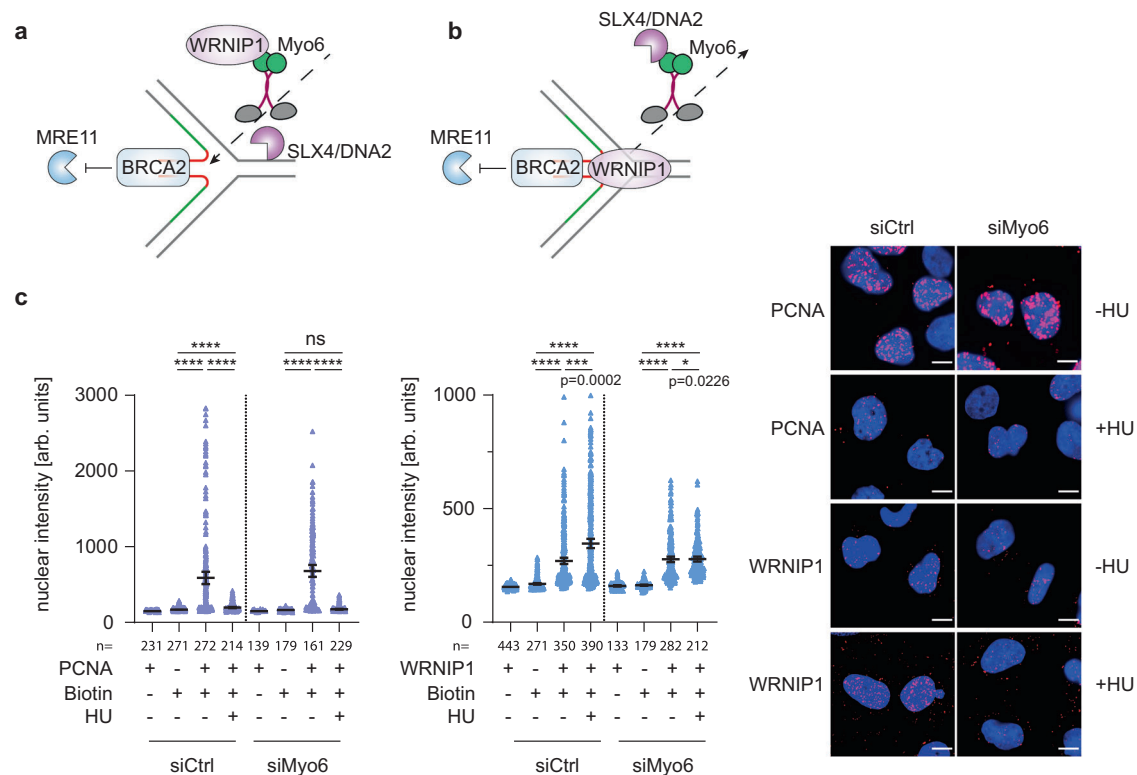 a
WRNIP1
Myo6
MRE11
BRCA2
SLX4/DNA2
b
SLX4/DNA2
Myo6
MRE11
BRCA2
WRNIP1
c
**** ns
**** **** **** ****
nuclear intensity [arb. units]
3000
2000
1000
0
n= 231 271 272 214 139 179 161 229
PCNA + - + + + - + +
Biotin - + + + - + + +
HU - - - + - - - +
siCtrl siMyo6
**** ****
**** *** **** *
p=0.0002 p=0.0226
nuclear intensity [arb. units]
1000
500
0
n= 443 271 350 390 133 179 282 212
WRNIP1 + - + + + - + +
Biotin - + + + - + + +
HU - - - + - - - +
siCtrl siMyo6
siCtrl siMyo6
PCNA -HU
PCNA +HU
WRNIP1 -HU
WRNIP1 +HU